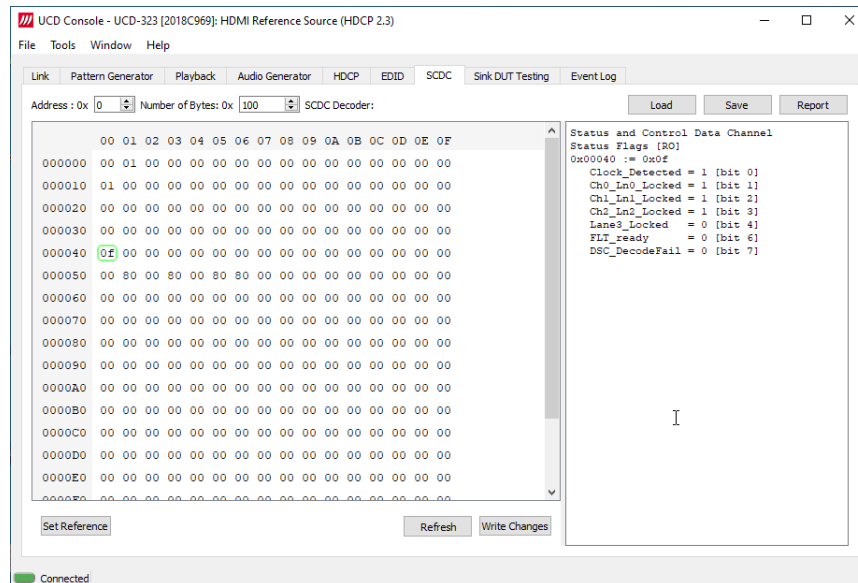 UCD Console - UCD-323 [2018C969]: HDMI Reference Source (HDCP 2.3)
File Tools Window Help
Link Pattern Generator Playback Audio Generator HDCP EDID SCDC Sink DUT Testing Event Log
Address : 0x 0 Number of Bytes: 0x 100 SCDC Decoder: Load Save Report
00 01 02 03 04 05 06 07 08 09 0A 0B 0C 0D 0E 0F
000000 00 01 00 00 00 00 00 00 00 00 00 00 00 00 00 00
000010 01 00 00 00 00 00 00 00 00 00 00 00 00 00 00 00
000020 00 00 00 00 00 00 00 00 00 00 00 00 00 00 00 00
000030 00 00 00 00 00 00 00 00 00 00 00 00 00 00 00 00
000040 0f 00 00 00 00 00 00 00 00 00 00 00 00 00 00 00
000050 00 80 00 80 00 80 80 00 00 00 00 00 00 00 00 00
000060 00 00 00 00 00 00 00 00 00 00 00 00 00 00 00 00
000070 00 00 00 00 00 00 00 00 00 00 00 00 00 00 00 00
000080 00 00 00 00 00 00 00 00 00 00 00 00 00 00 00 00
000090 00 00 00 00 00 00 00 00 00 00 00 00 00 00 00 00
0000A0 00 00 00 00 00 00 00 00 00 00 00 00 00 00 00 00
0000B0 00 00 00 00 00 00 00 00 00 00 00 00 00 00 00 00
0000C0 00 00 00 00 00 00 00 00 00 00 00 00 00 00 00 00
0000D0 00 00 00 00 00 00 00 00 00 00 00 00 00 00 00 00
0000E0 00 00 00 00 00 00 00 00 00 00 00 00 00 00 00 00
Status and Control Data Channel
Status Flags [RO]
0x00040 := 0x0f
Clock_Detected = 1 [bit 0]
Ch0_Ln0_Locked = 1 [bit 1]
Ch1_Ln1_Locked = 1 [bit 2]
Ch2_Ln2_Locked = 1 [bit 3]
Lane3_Locked = 0 [bit 4]
FLT_ready = 0 [bit 6]
DSC_DecodeFail = 0 [bit 7]
Set Reference Refresh Write Changes
Connected